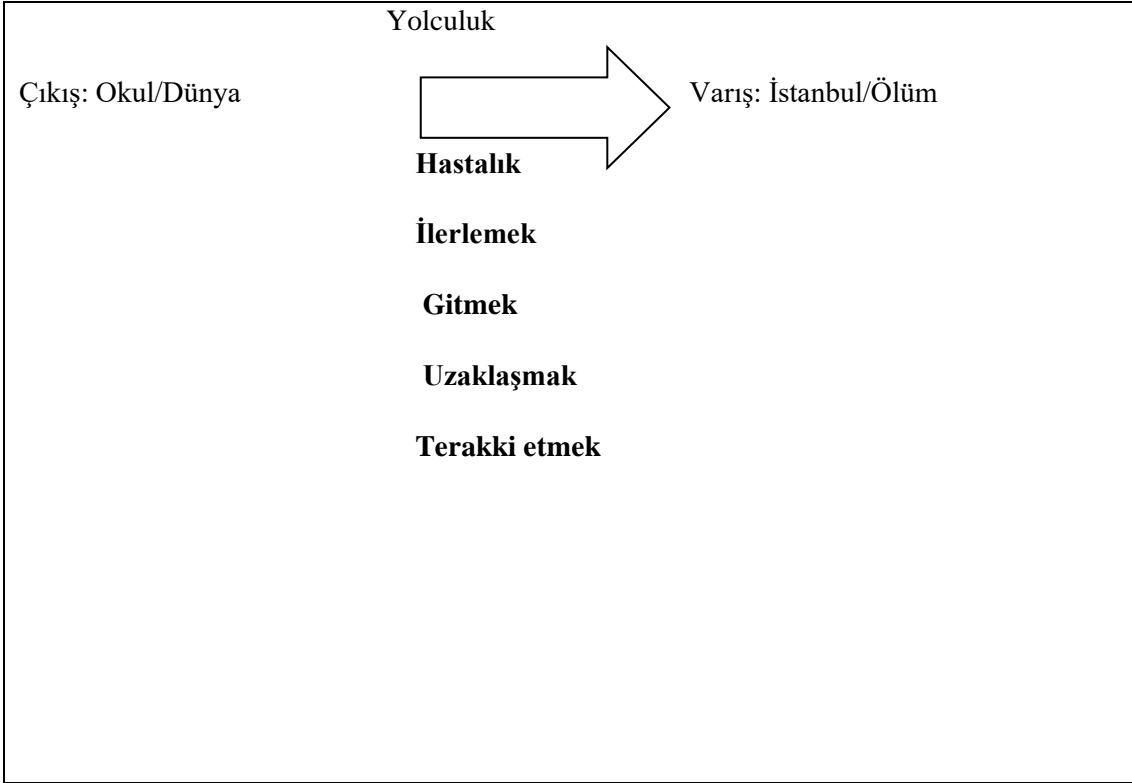 Yolculuk
Çıkış: Okul/Dünya
Varış: İstanbul/Ölüm
Hastalık
İlerlemek
Gitmek
Uzaklaşmak
Terakki etmek